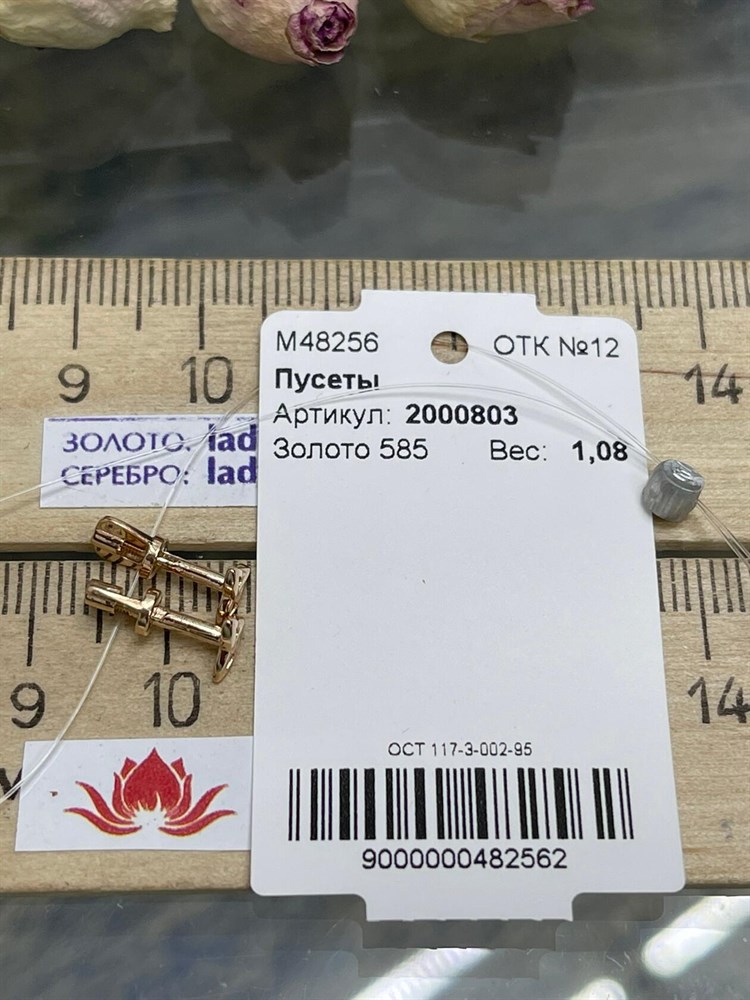 9
10
14
M48256
ОТК №12
Пусеты
Артикул: 2000803
Золото 585
Вес: 1,08
ЗОЛОТО: lad
СЕРЕБРО: lad
9
10
14
ОСТ 117-3-002-95
9000000482562